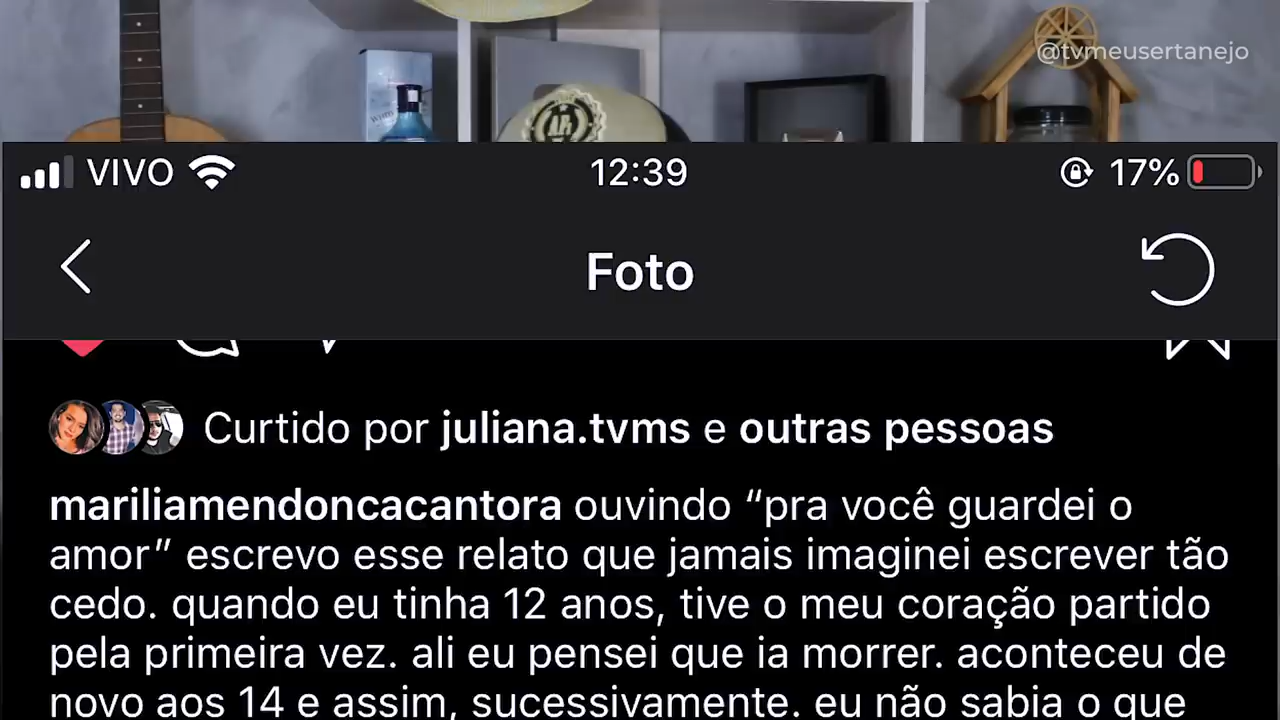 @tvmeusertanejo
AR
VIVO 12:39 17%
Foto
Curtido por juliana.tvms e outras pessoas
mariliamendoncacantora ouvindo “pra você guardei o
amor” escrevo esse relato que jamais imaginei escrever tão
cedo. quando eu tinha 12 anos, tive o meu coração partido
pela primeira vez. ali eu pensei que ia morrer. aconteceu de
novo aos 14 e assim, sucessivamente. eu não sabia o que